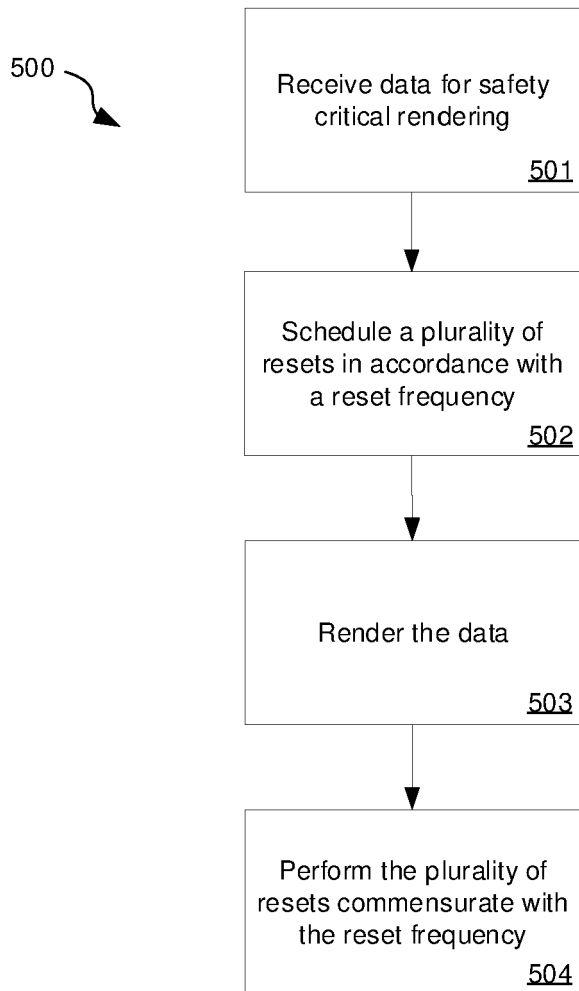 500
Receive data for safety
critical rendering
501
Schedule a plurality of
resets in accordance with
a reset frequency
502
Render the data
503
Perform the plurality of
resets commensurate with
the reset frequency
504